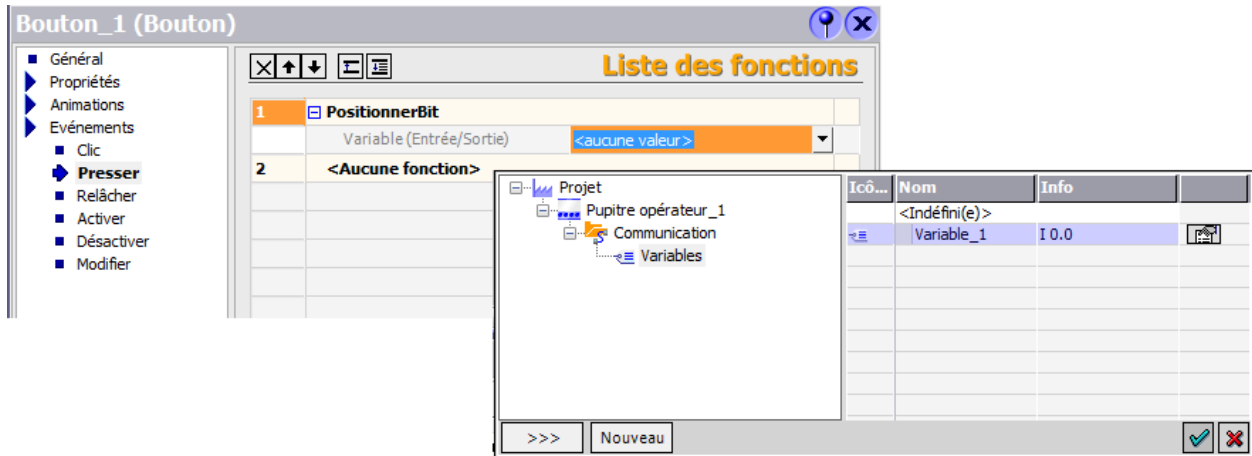 Bouton_1 (Bouton)
Général
Propriétés
Animations
Evénements
Clic
Presser
Relâcher
Activer
Désactiver
Modifier
Liste des fonctions
1 PositionnerBit
Variable (Entrée/Sortie) <aucune valeur>
2 <Aucune fonction>
Projet
Pupitre opérateur_1
Communication
Variables
Icô... Nom Info
<Indéfini(e)>
Variable_1 I 0.0
>>> Nouveau